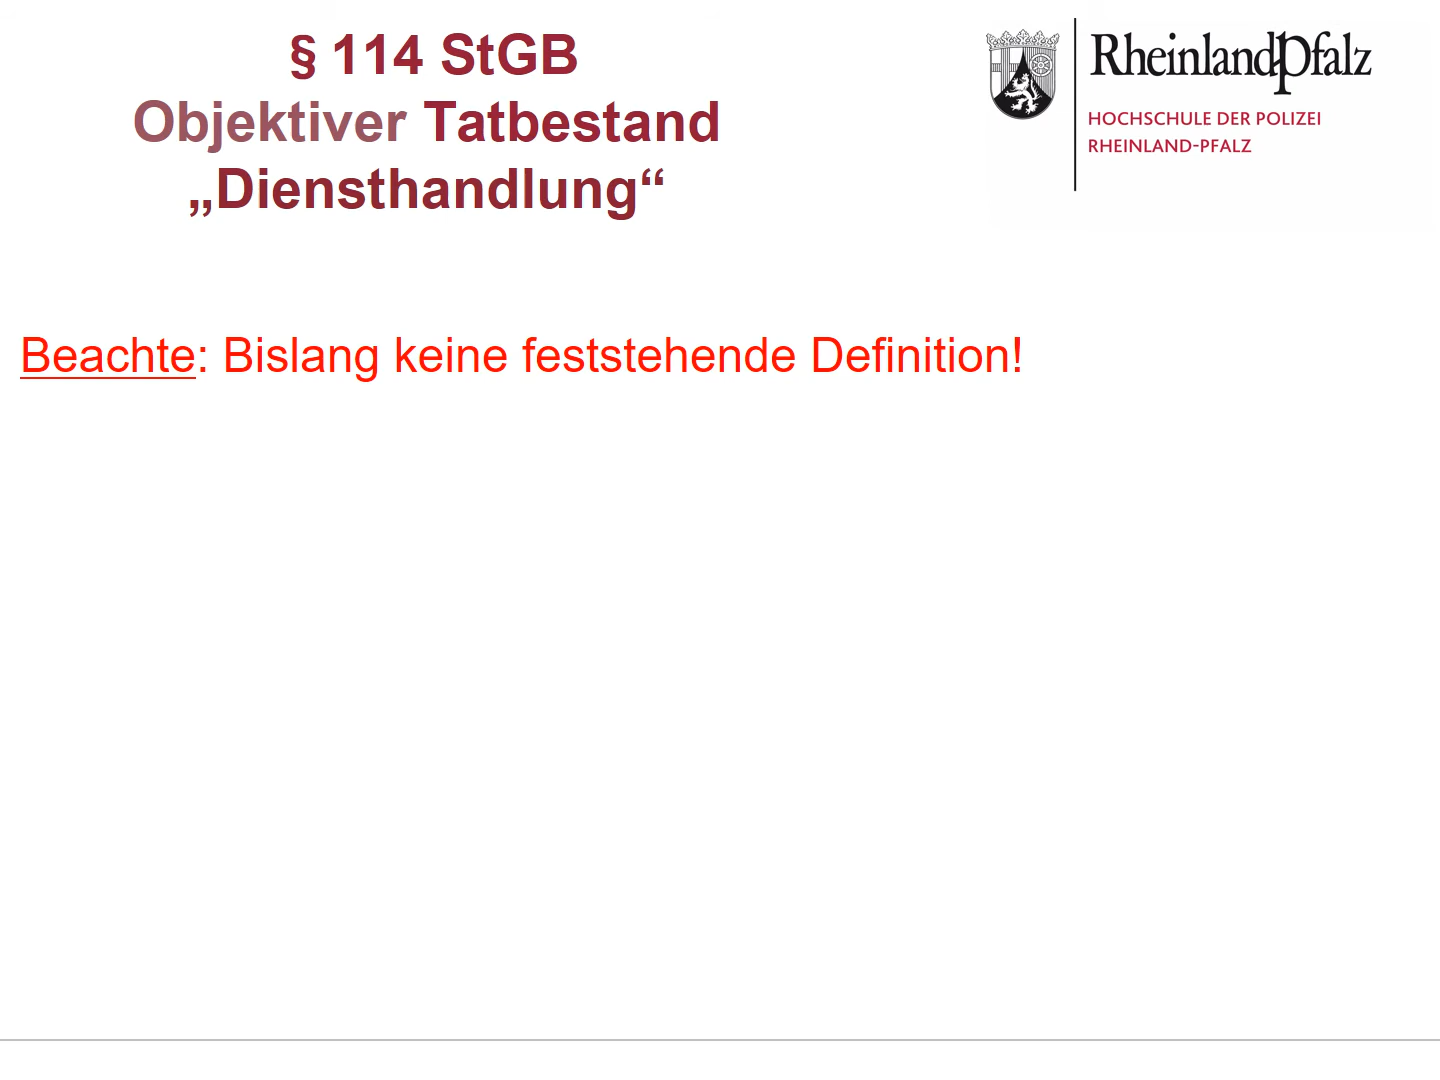 § 114 StGB
Objektiver Tatbestand
„Diensthandlung“
RheinlandPfalz
HOCHSCHULE DER POLIZEI
RHEINLAND-PFALZ
Beachte: Bislang keine feststehende Definition!